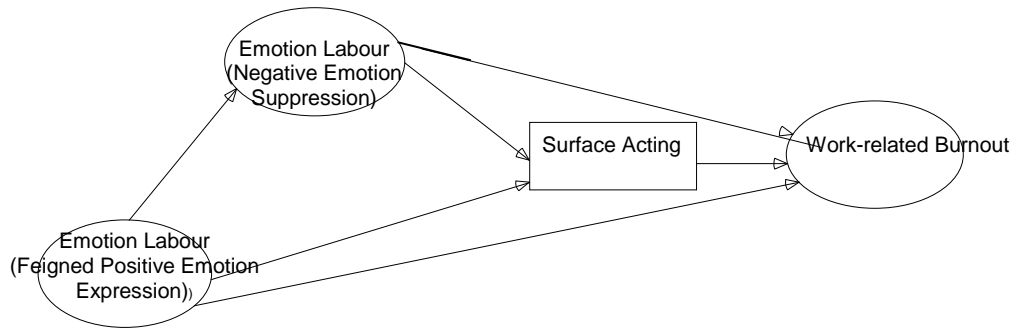 Emotion Labour
(Negative Emotion
Suppression)
Surface Acting
Work-related Burnout
Emotion Labour
(Feigned Positive Emotion
Expression))